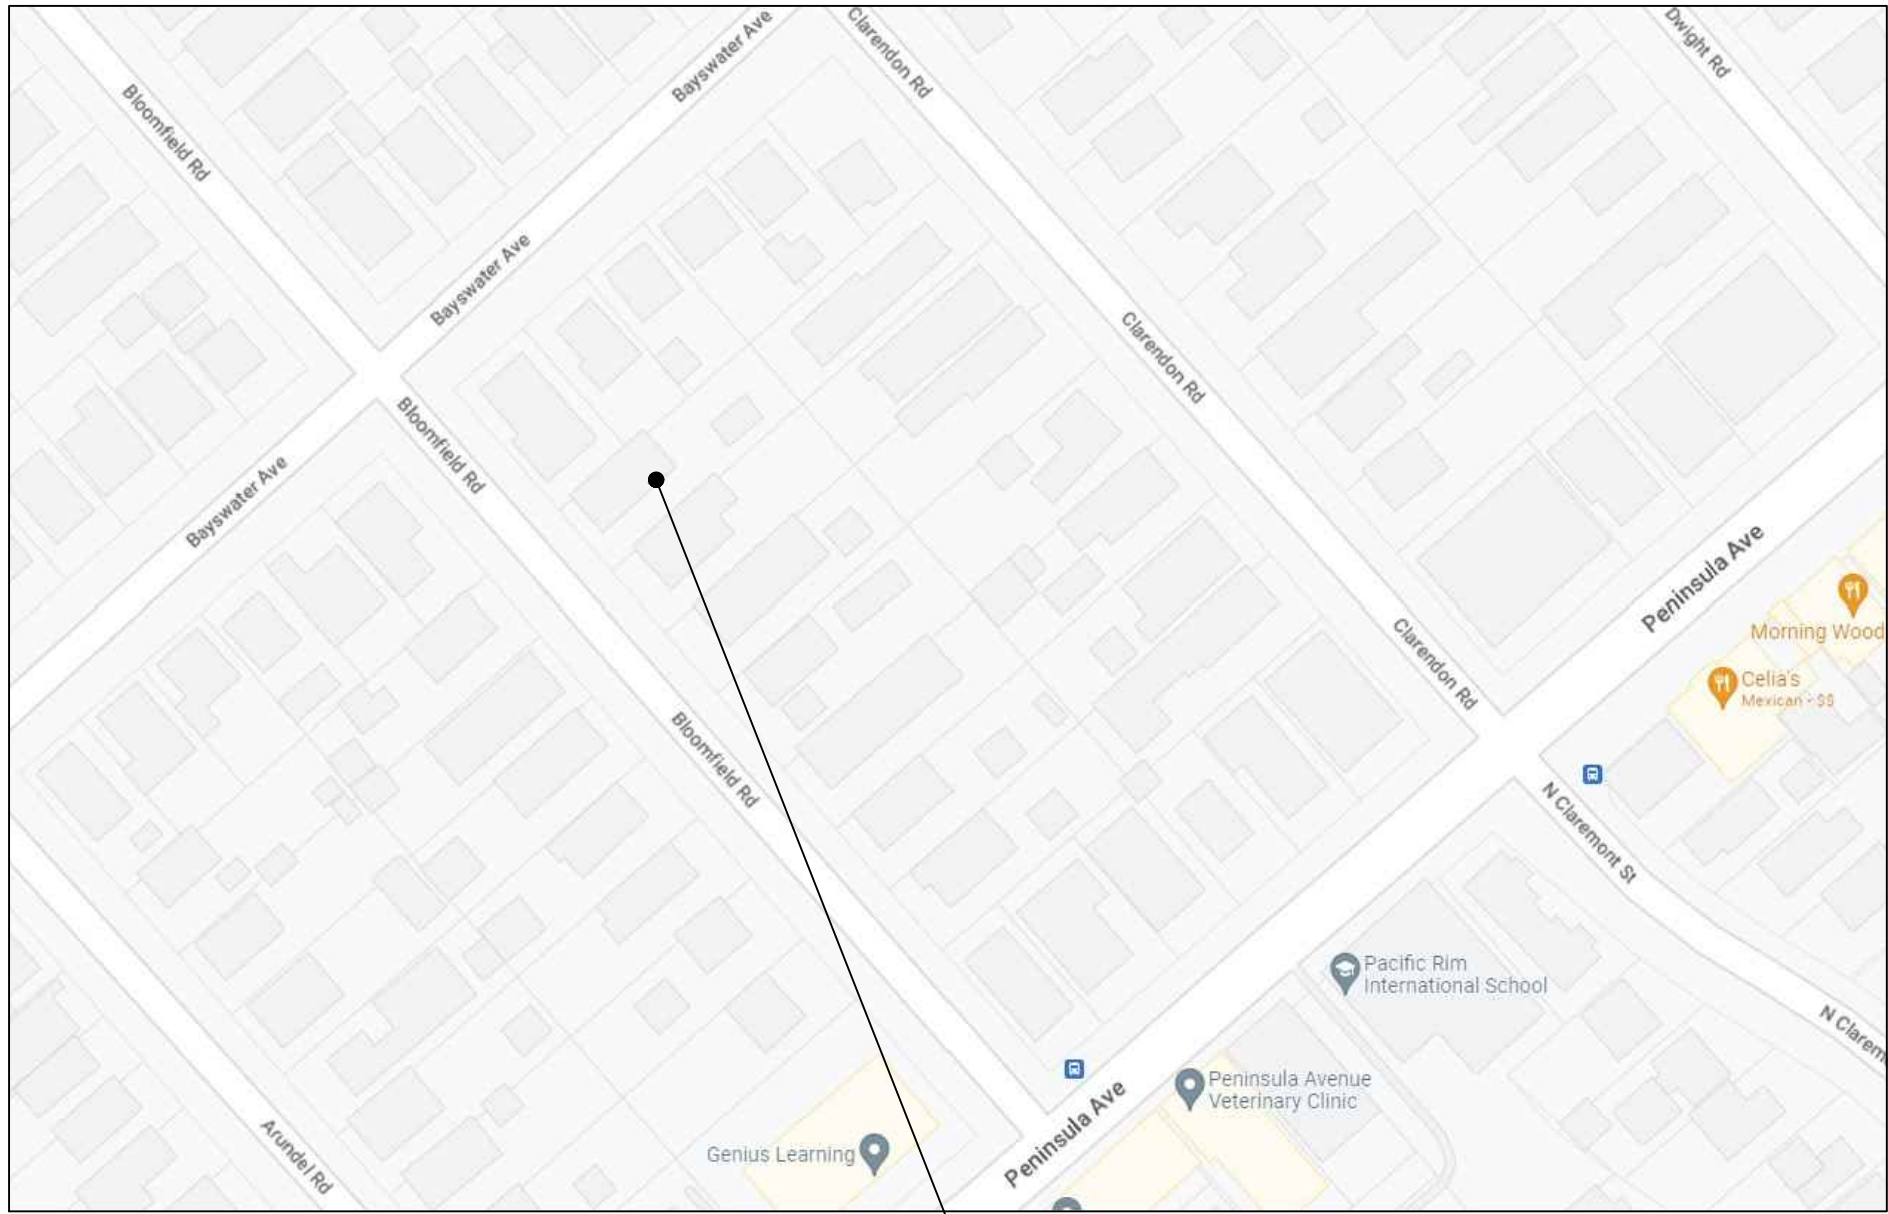 Bayswater Ave
Clarendon Rd
Dwight Rd
Bloomfield Rd
Bayswater Ave
Clarendon Rd
Bloomfield Rd
Bayswater Ave
Peninsula Ave
Morning Wood
Clarendon Rd
Celia's
Mexican · $$
Bloomfield Rd
N Claremont St
Pacific Rim
International School
N Clarem
Peninsula Avenue
Veterinary Clinic
Peninsula Ave
Genius Learning
Arundel Rd